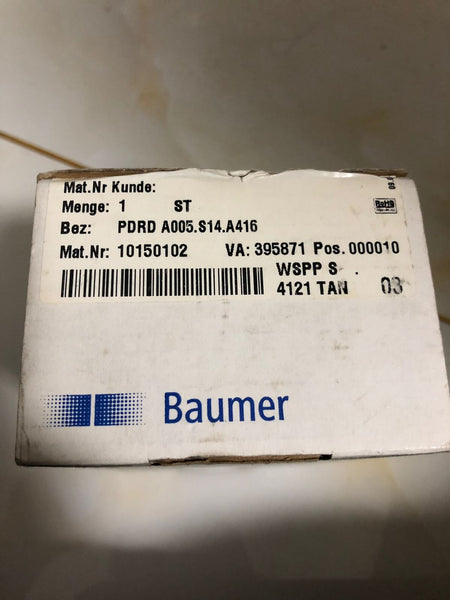 Mat.Nr Kunde:
Menge: 1 ST
RoHS
Bez: PDRD A005.S14.A416
Mat.Nr: 10150102 VA: 395871 Pos. 000010
WSPP S
4121 TAN 03
Baumer